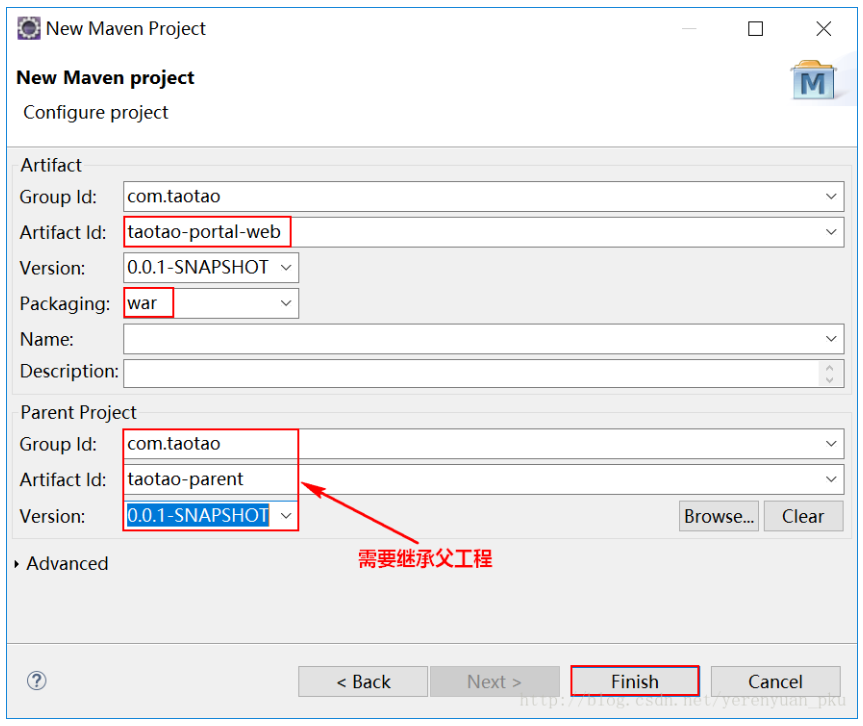 New Maven Project
New Maven project
Configure project
M
Artifact
Group Id: com.taotao
Artifact Id: taotao-portal-web
Version: 0.0.1-SNAPSHOT
Packaging: war
Name:
Description:
Parent Project
Group Id: com.taotao
Artifact Id: taotao-parent
Version: 0.0.1-SNAPSHOT Browse... Clear
Advanced
需要继承父工程
? < Back Next > Finish Cancel
http://blog.csdn.net/yerenyuan_pku